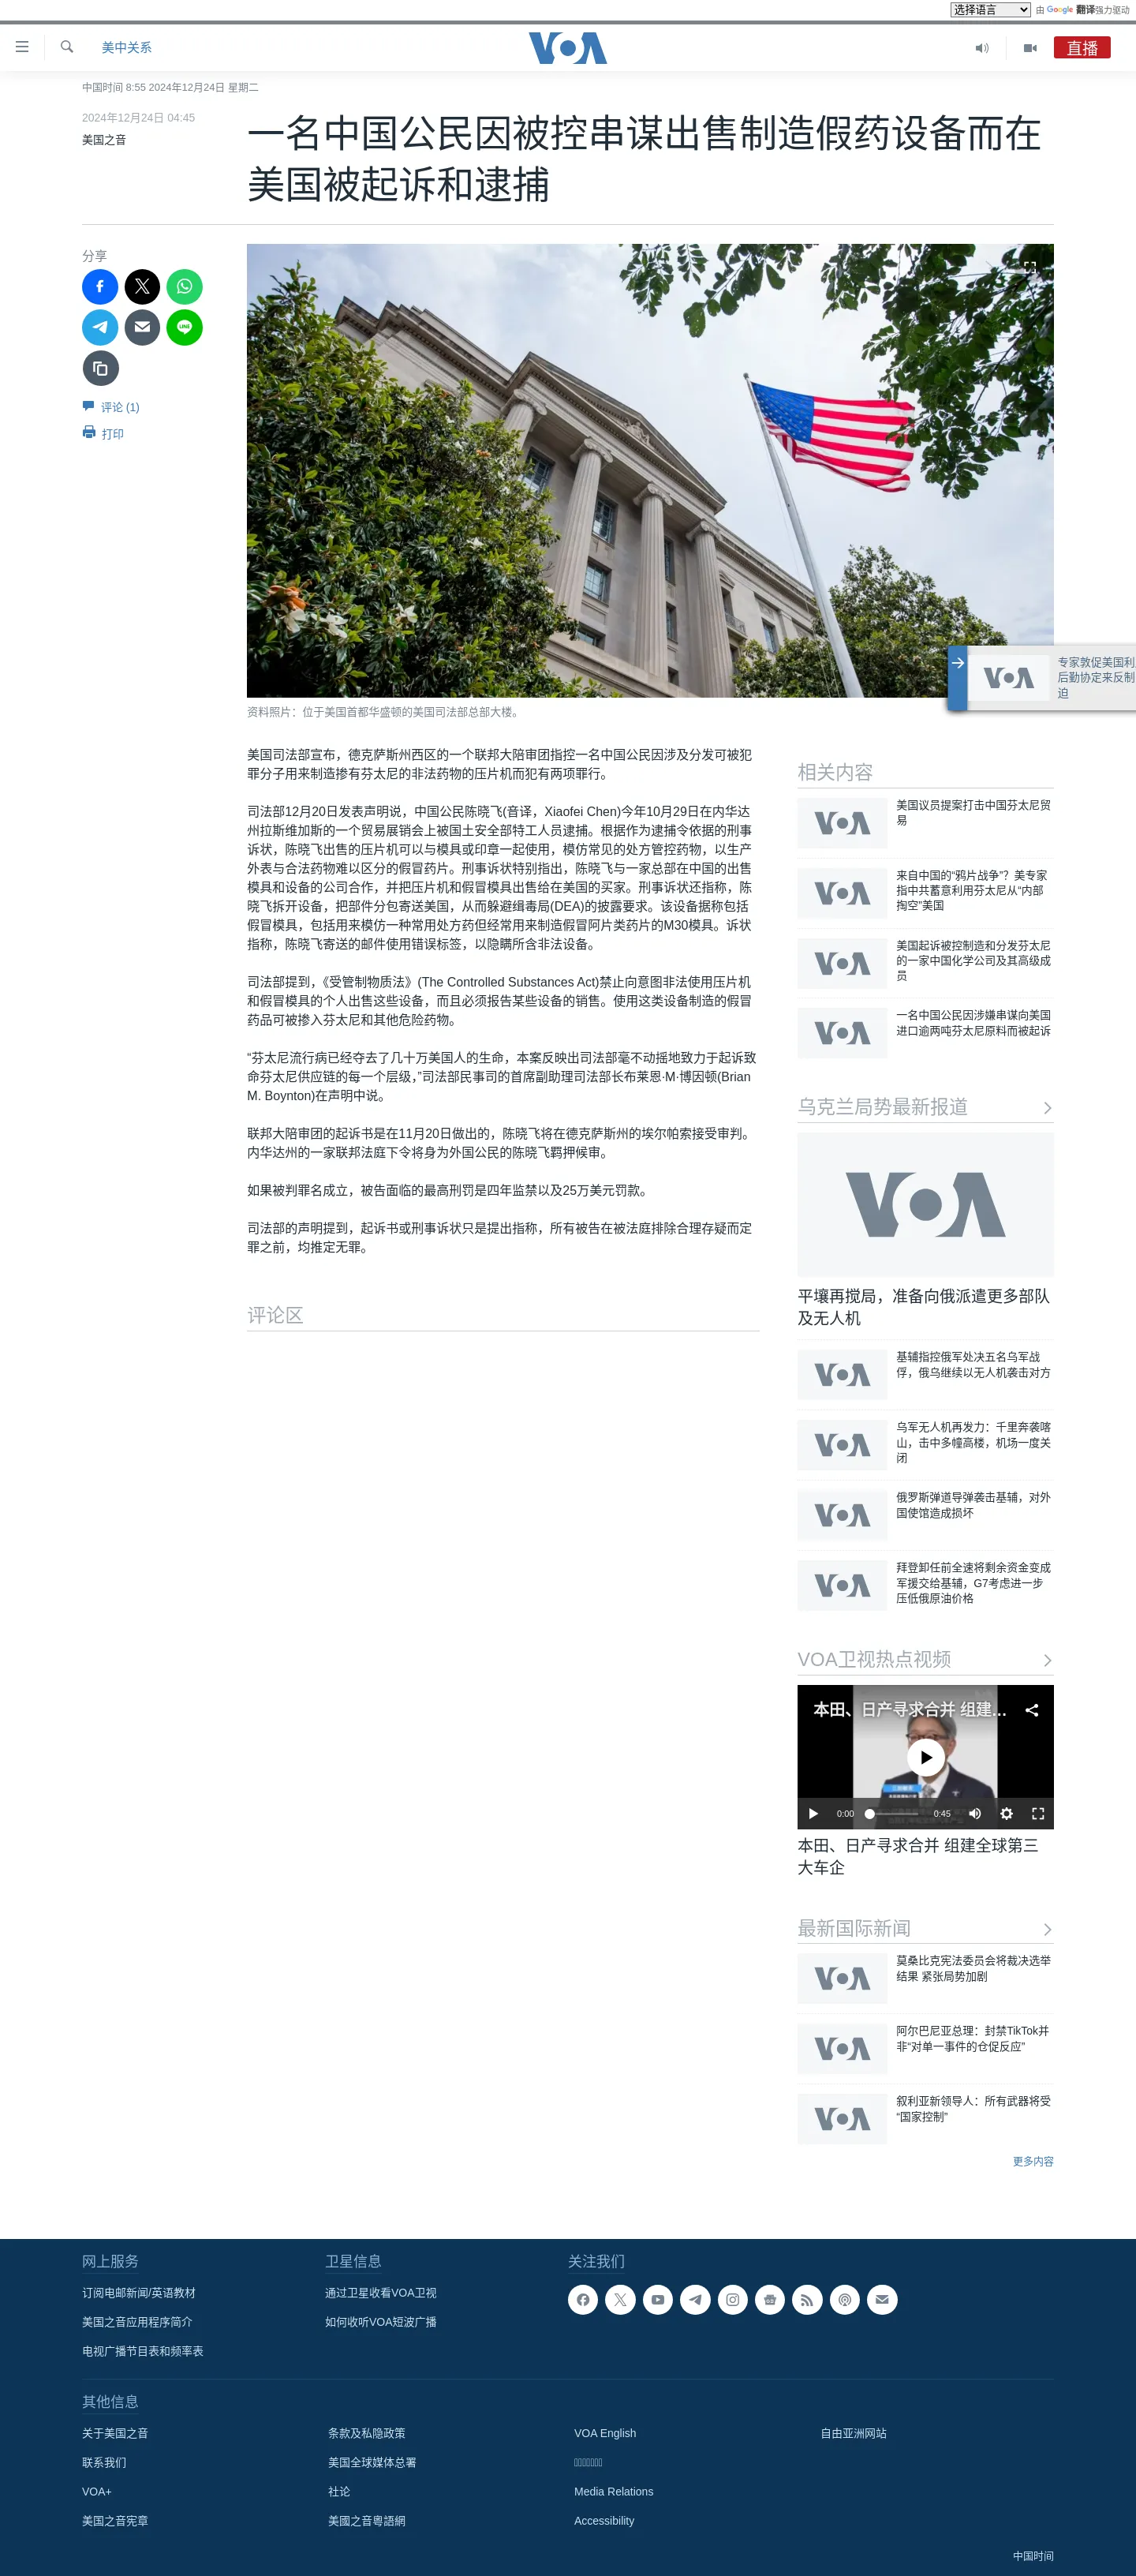 选择语言
由 Google 翻译强力驱动
美中关系
VOA
直播
中国时间 8:55 2024年12月24日 星期二
2024年12月24日 04:45
美国之音
一名中国公民因被控串谋出售制造假药设备而在
美国被起诉和逮捕
分享
LINE
评论 (1)
打印
资料照片：位于美国首都华盛顿的美国司法部总部大楼。
VOA
专家敦促美国利
后勤协定来反制
迫
美国司法部宣布，德克萨斯州西区的一个联邦大陪审团指控一名中国公民因涉及分发可被犯
罪分子用来制造掺有芬太尼的非法药物的压片机而犯有两项罪行。
司法部12月20日发表声明说，中国公民陈晓飞(音译，Xiaofei Chen)今年10月29日在内华达
州拉斯维加斯的一个贸易展销会上被国土安全部特工人员逮捕。根据作为逮捕令依据的刑事
诉状，陈晓飞出售的压片机可以与模具或印章一起使用，模仿常见的处方管控药物，以生产
外表与合法药物难以区分的假冒药片。刑事诉状特别指出，陈晓飞与一家总部在中国的出售
模具和设备的公司合作，并把压片机和假冒模具出售给在美国的买家。刑事诉状还指称，陈
晓飞拆开设备，把部件分包寄送美国，从而躲避缉毒局(DEA)的披露要求。该设备据称包括
假冒模具，包括用来模仿一种常用处方药但经常用来制造假冒阿片类药片的M30模具。诉状
指称，陈晓飞寄送的邮件使用错误标签，以隐瞒所含非法设备。
司法部提到，《受管制物质法》(The Controlled Substances Act)禁止向意图非法使用压片机
和假冒模具的个人出售这些设备，而且必须报告某些设备的销售。使用这类设备制造的假冒
药品可被掺入芬太尼和其他危险药物。
“芬太尼流行病已经夺去了几十万美国人的生命，本案反映出司法部毫不动摇地致力于起诉致
命芬太尼供应链的每一个层级，”司法部民事司的首席副助理司法部长布莱恩·M·博因顿(Brian
M. Boynton)在声明中说。
联邦大陪审团的起诉书是在11月20日做出的，陈晓飞将在德克萨斯州的埃尔帕索接受审判。
内华达州的一家联邦法庭下令将身为外国公民的陈晓飞羁押候审。
如果被判罪名成立，被告面临的最高刑罚是四年监禁以及25万美元罚款。
司法部的声明提到，起诉书或刑事诉状只是提出指称，所有被告在被法庭排除合理存疑而定
罪之前，均推定无罪。
评论区
相关内容
VOA
美国议员提案打击中国芬太尼贸
易
VOA
来自中国的“鸦片战争”？美专家
指中共蓄意利用芬太尼从“内部
掏空”美国
VOA
美国起诉被控制造和分发芬太尼
的一家中国化学公司及其高级成
员
VOA
一名中国公民因涉嫌串谋向美国
进口逾两吨芬太尼原料而被起诉
乌克兰局势最新报道
VOA
平壤再搅局，准备向俄派遣更多部队
及无人机
VOA
基辅指控俄军处决五名乌军战
俘，俄乌继续以无人机袭击对方
VOA
乌军无人机再发力：千里奔袭喀
山，击中多幢高楼，机场一度关
闭
VOA
俄罗斯弹道导弹袭击基辅，对外
国使馆造成损坏
VOA
拜登卸任前全速将剩余资金变成
军援交给基辅，G7考虑进一步
压低俄原油价格
VOA卫视热点视频
本田、日产寻求合并 组建...
0:00
0:45
本田、日产寻求合并 组建全球第三
大车企
最新国际新闻
VOA
莫桑比克宪法委员会将裁决选举
结果 紧张局势加剧
VOA
阿尔巴尼亚总理：封禁TikTok并
非“对单一事件的仓促反应”
VOA
叙利亚新领导人：所有武器将受
“国家控制”
更多内容
网上服务
订阅电邮新闻/英语教材
美国之音应用程序简介
电视广播节目表和频率表
卫星信息
通过卫星收看VOA卫视
如何收听VOA短波广播
关注我们
其他信息
关于美国之音
联系我们
VOA+
美国之音宪章
条款及私隐政策
美国全球媒体总署
社论
美國之音粵語網
VOA English
Media Relations
Accessibility
自由亚洲网站
中国时间